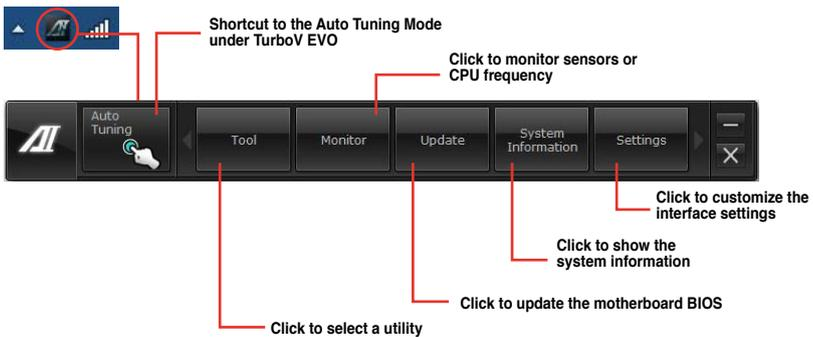 Shortcut to the Auto Tuning Mode
under TurboV EVO
Click to monitor sensors or
CPU frequency
Auto
Tuning
Tool
Monitor
Update
System
Information
Settings
Click to customize the
interface settings
Click to show the
system information
Click to update the motherboard BIOS
Click to select a utility